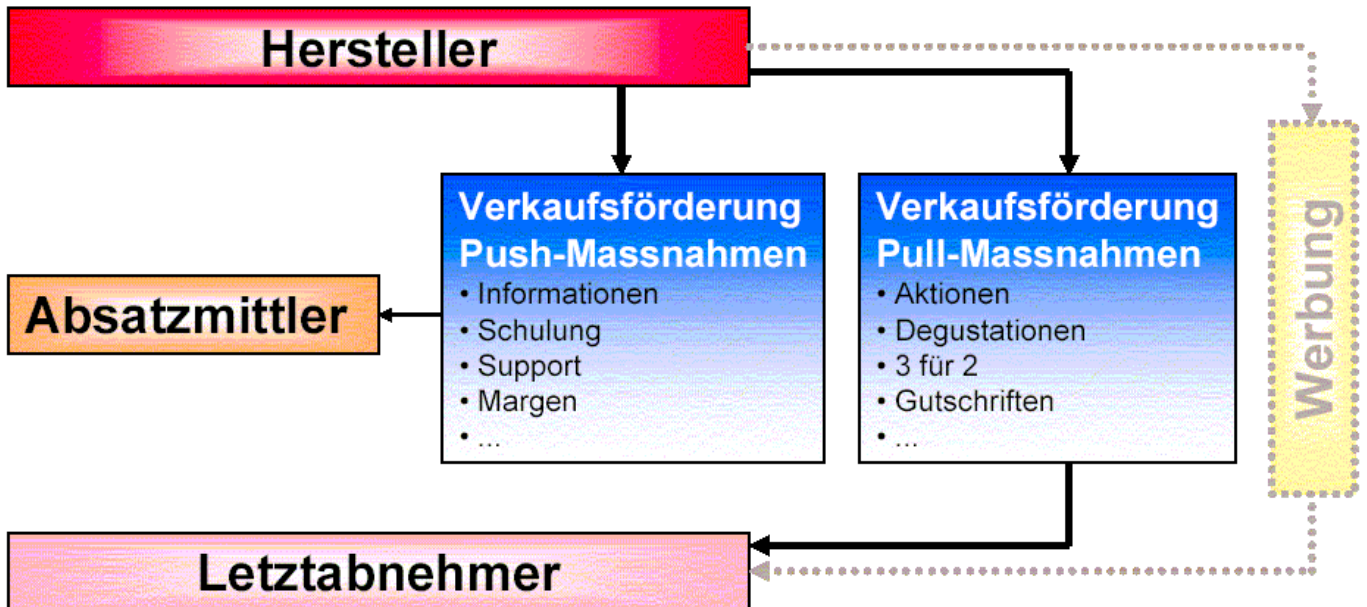 Hersteller
Verkaufsförderung
Push-Massnahmen
• Informationen
• Schulung
• Support
• Margen
• ...
Verkaufsförderung
Pull-Massnahmen
• Aktionen
• Degustationen
• 3 für 2
• Gutschriften
• ...
Werbung
Absatzmittler
Letztabnehmer